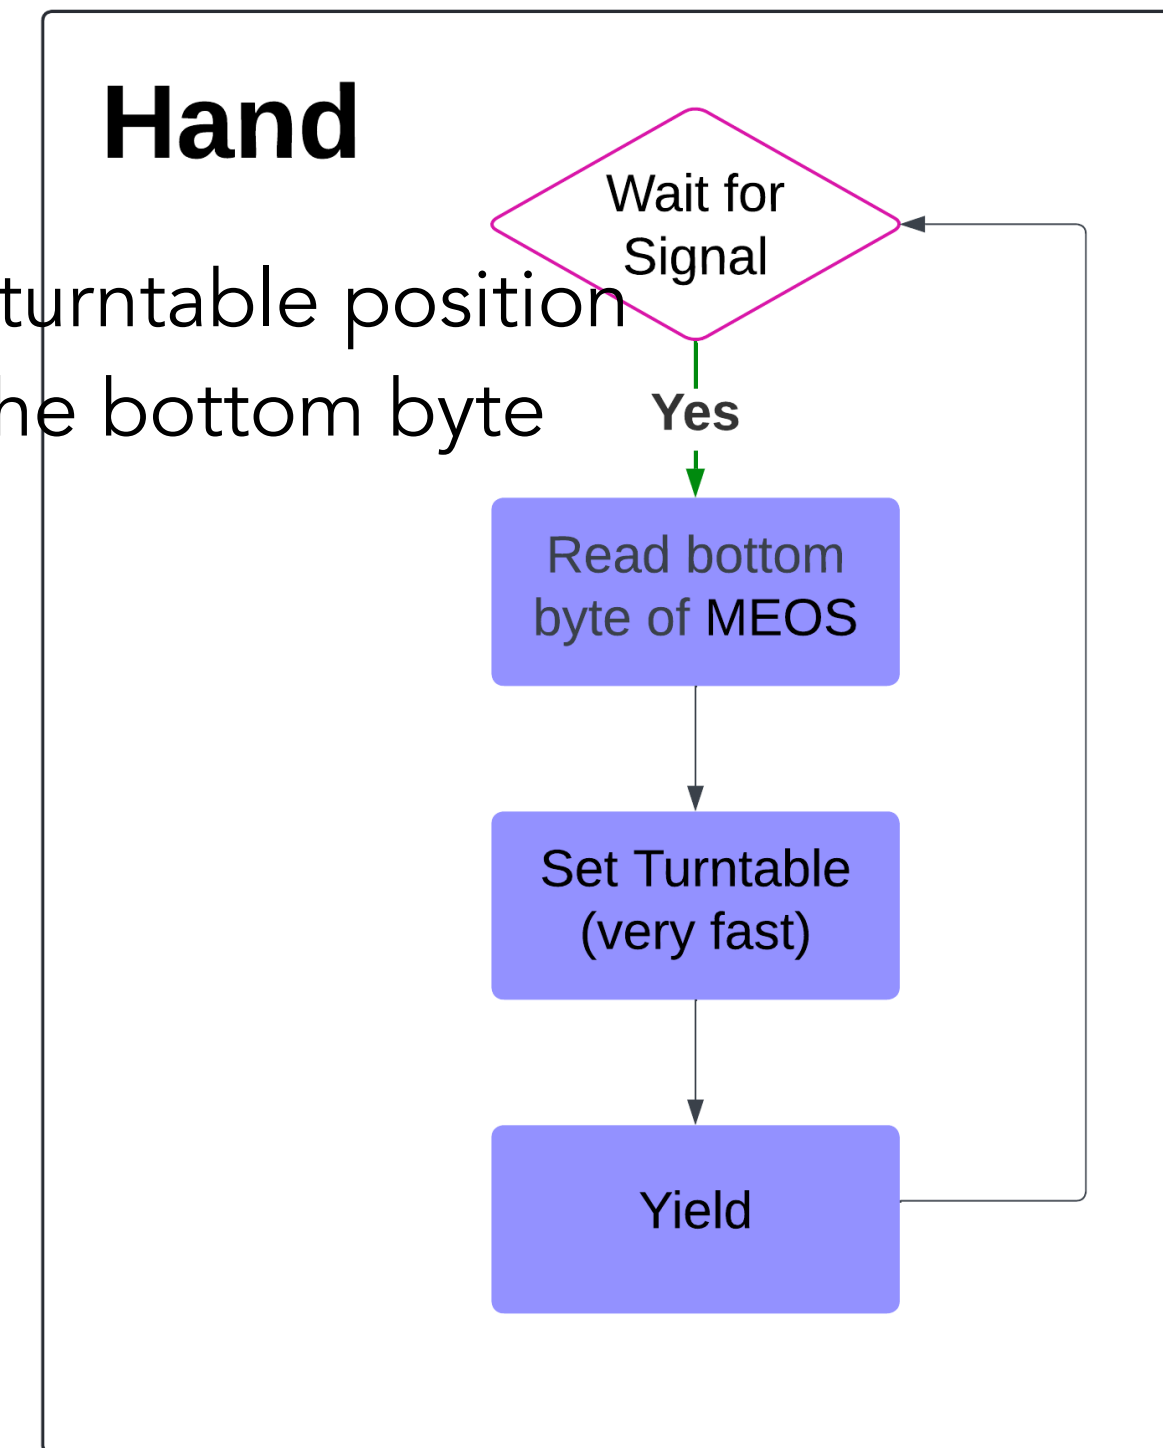 Hand
Wait for
Signal
turntable position
he bottom byte
Yes
Read bottom
byte of MEOS
Set Turntable
(very fast)
Yield